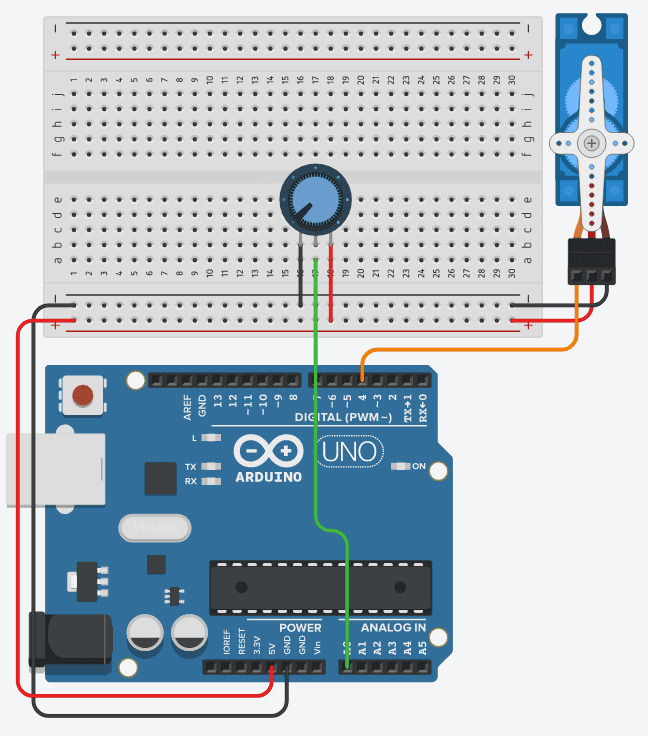 − −
+ +
1 2 3 4 5 6 7 8 9 10 11 12 13 14 15 16 17 18 19 20 21 22 23 24 25 26 27 28 29 30
j j
i i
h h
g g
f f
e e
d d
c c
b b
a a
1 2 3 4 5 6 7 8 9 10 11 12 13 14 15 16 17 18 19 20 21 22 23 24 25 26 27 28 29 30
− −
+ +
AREF GND 13 12 ~11 ~10 ~9 8 7 ~6 ~5 4 ~3 2 TX→1 RX←0
DIGITAL (PWM~)
L
TX
RX
ARDUINO
UNO
ON
POWER
ANALOG IN
IOREF RESET 3.3V 5V GND GND Vin A0 A1 A2 A3 A4 A5